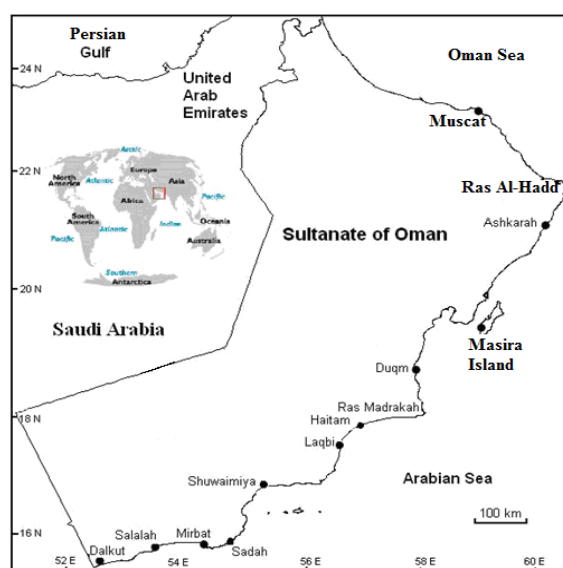 Persian
Gulf
Oman Sea
24 N
United
Arab
Emirates
Muscat
22 N
Arctic
North
America
Atlantic
Europe
Asia
Pacific
Africa
South
America
Atlantic
Indian
Oceania
Pacific
Australia
Southern
Antarctica
Ras Al-Hadd
Ashkarah
Sultanate of Oman
20 N
Saudi Arabia
Masira
Island
Duqm
18 N
Ras Madrakah
Haitam
Laqbi
Shuwaimiya
Arabian Sea
100 km
16 N
Salalah
Mirbat
Sadah
Dalkut
52 E
54 E
56 E
58 E
60 E